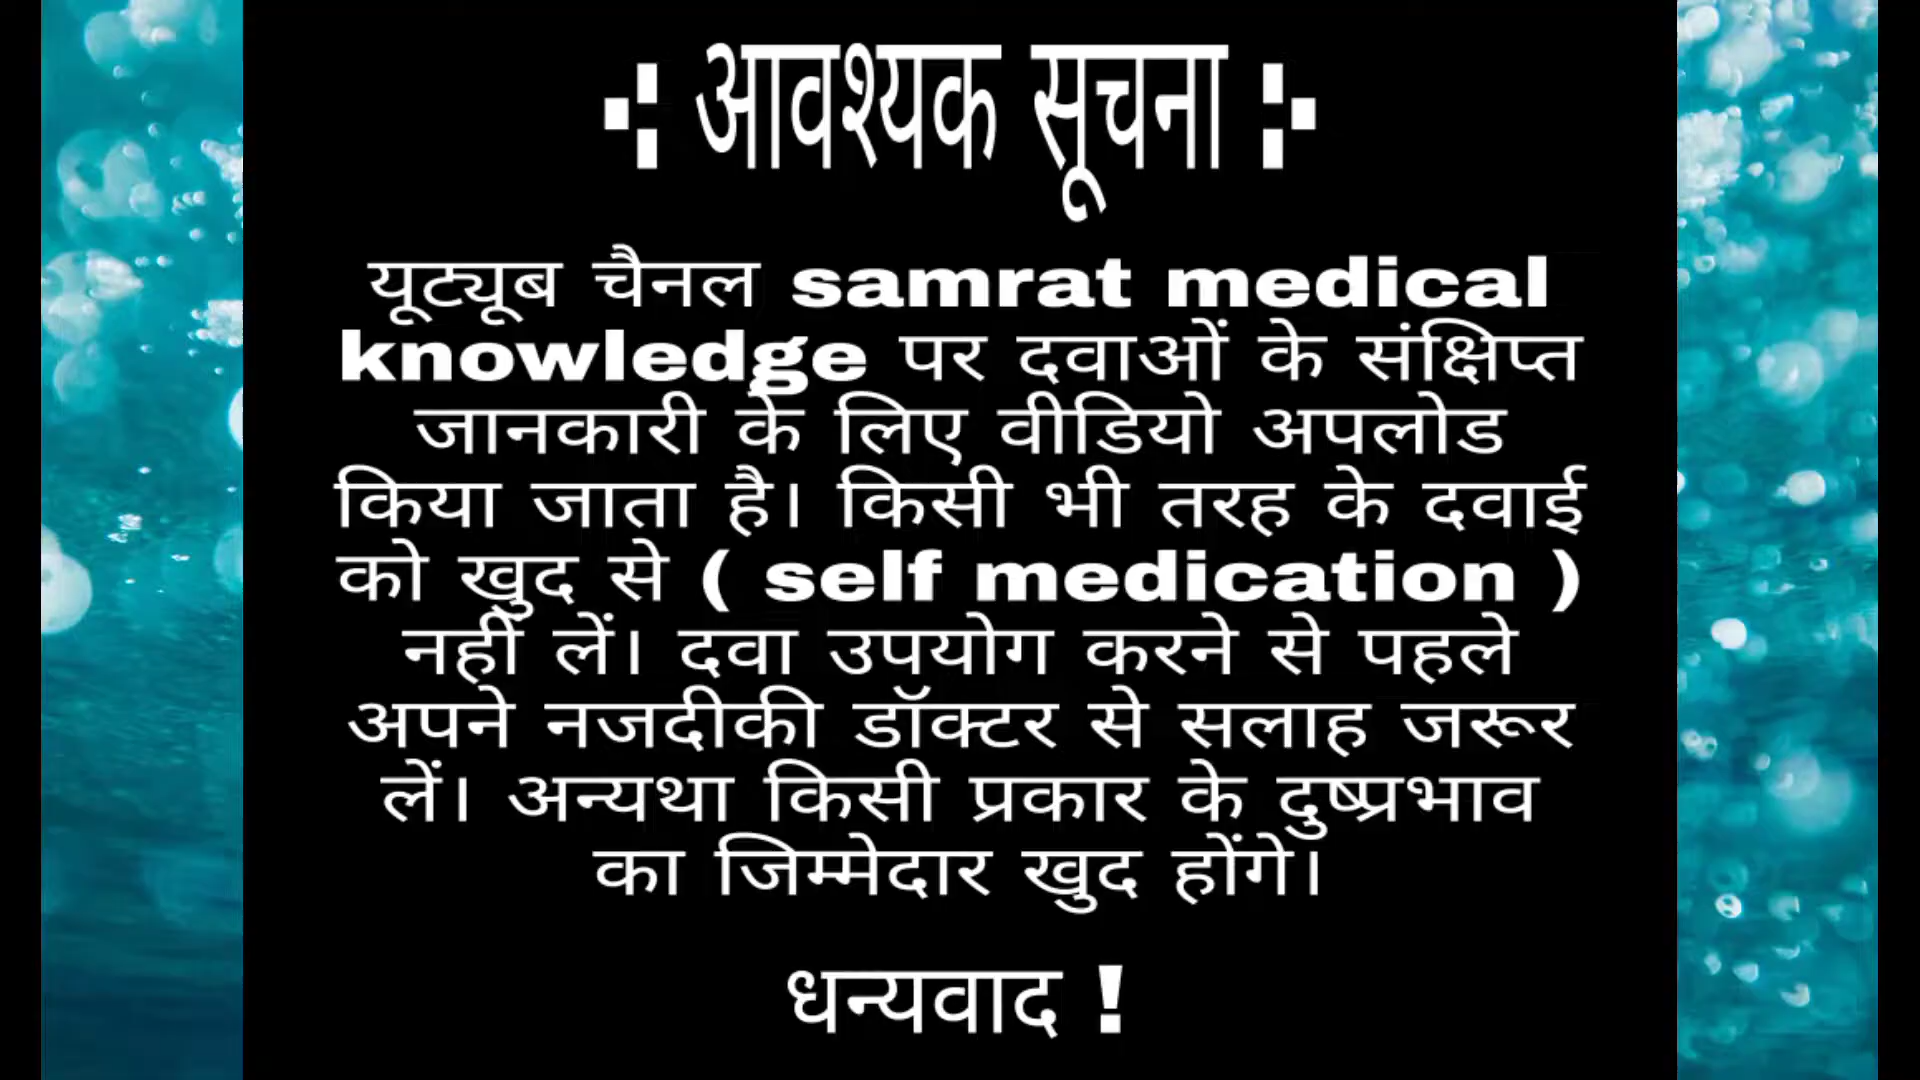 -: आवश्यक सूचना :-
यूट्यूब चैनल samrat medical
knowledge पर दवाओं के संक्षिप्त
जानकारी के लिए वीडियो अपलोड
किया जाता है। किसी भी तरह के दवाई
को खुद से ( self medication )
नहीं लें। दवा उपयोग करने से पहले
अपने नजदीकी डॉक्टर से सलाह जरूर
लें। अन्यथा किसी प्रकार के दुष्प्रभाव
का जिम्मेदार खुद होंगे।
धन्यवाद !